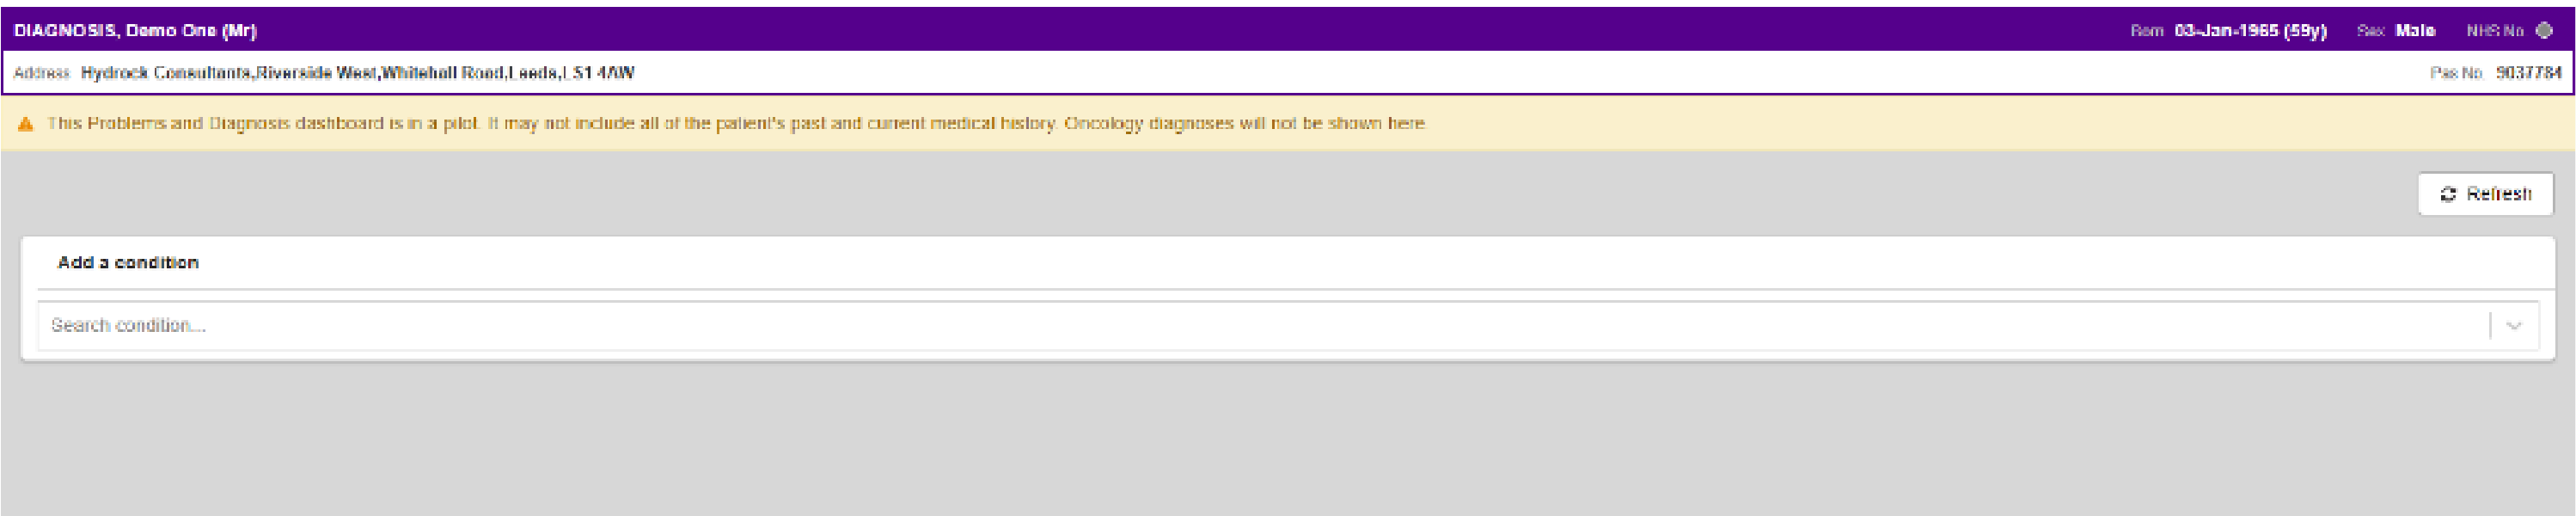 DIAGNOSIS, Demo One (Mr) Born 03-Jan-1965 (59y) Sex Male NHS No
Address Hydrock Consultants,Riverside West,Whitehall Road,Leeds,LS1 4AW Pas No 9037784
This Problems and Diagnosis dashboard is in a pilot. It may not include all of the patient's past and current medical history. Oncology diagnoses will not be shown here
Refresh
Add a condition
Search condition...